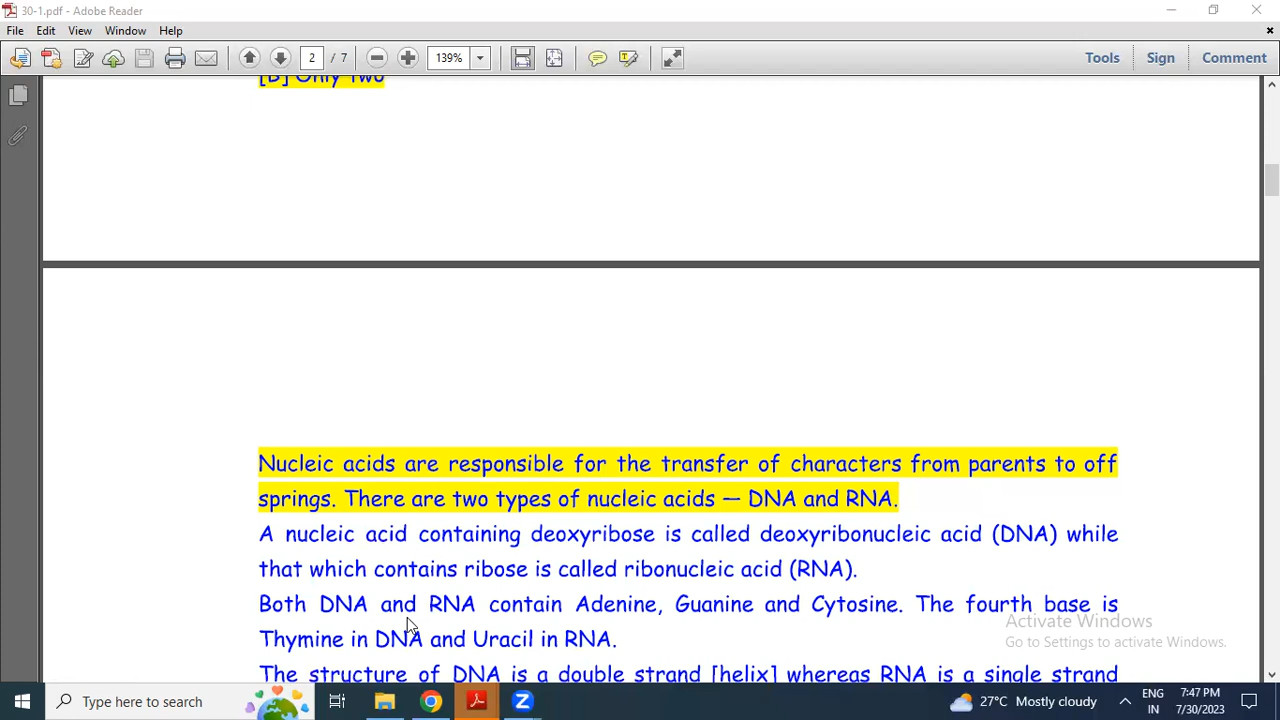 30-1.pdf - Adobe Reader
File Edit View Window Help
2 / 7 139% Tools Sign Comment
[B] Only Two
Nucleic acids are responsible for the transfer of characters from parents to off
springs. There are two types of nucleic acids — DNA and RNA.
A nucleic acid containing deoxyribose is called deoxyribonucleic acid (DNA) while
that which contains ribose is called ribonucleic acid (RNA).
Both DNA and RNA contain Adenine, Guanine and Cytosine. The fourth base is
Thymine in DNA and Uracil in RNA.
The structure of DNA is a double strand [helix] whereas RNA is a single strand
Activate Windows
Go to Settings to activate Windows.
Type here to search
27°C Mostly cloudy
ENG
IN
7:47 PM
7/30/2023